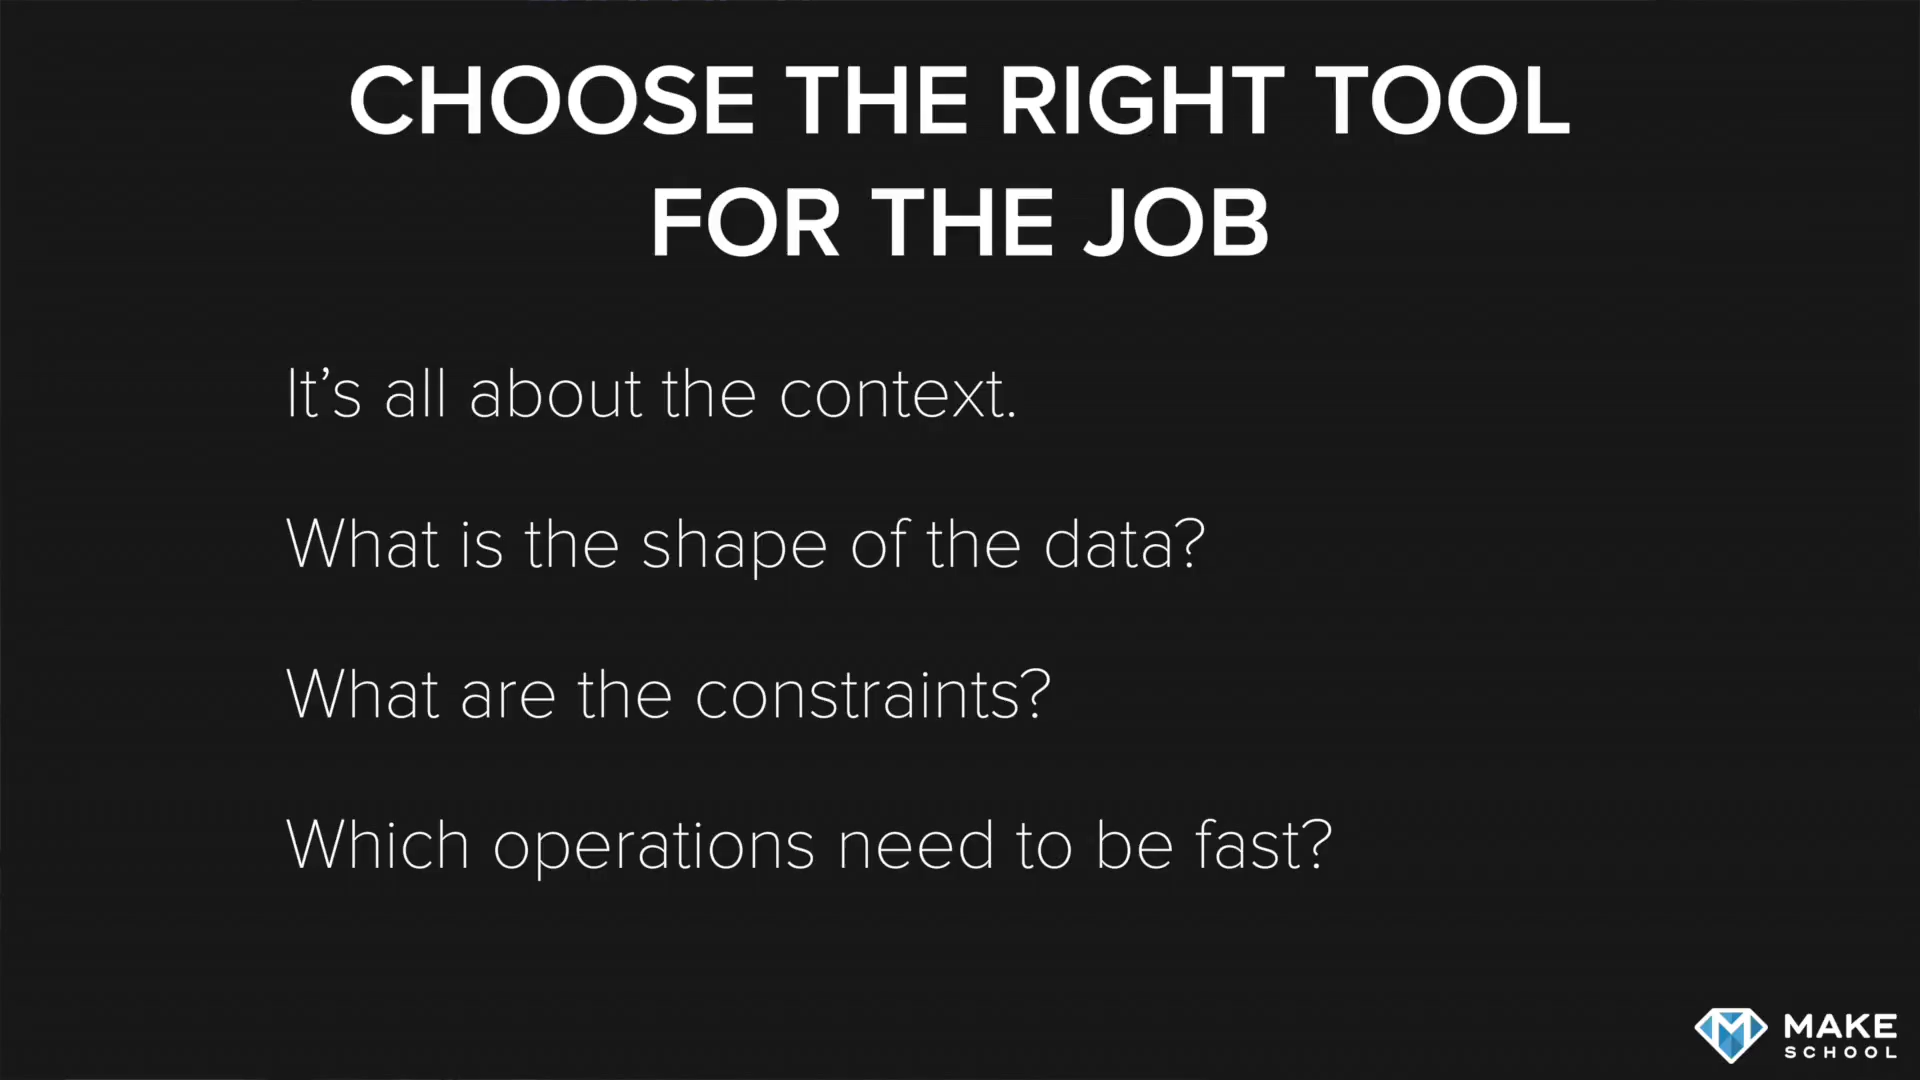 CHOOSE THE RIGHT TOOL
FOR THE JOB
It’s all about the context.
What is the shape of the data?
What are the constraints?
Which operations need to be fast?
MAKE
SCHOOL